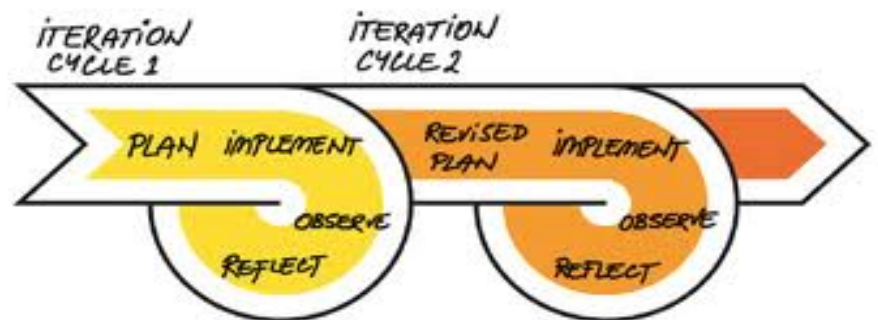 ITERATION
CYCLE 1
ITERATION
CYCLE 2
PLAN IMPLEMENT
OBSERVE
REFLECT
REVISED
PLAN
IMPLEMENT
OBSERVE
REFLECT